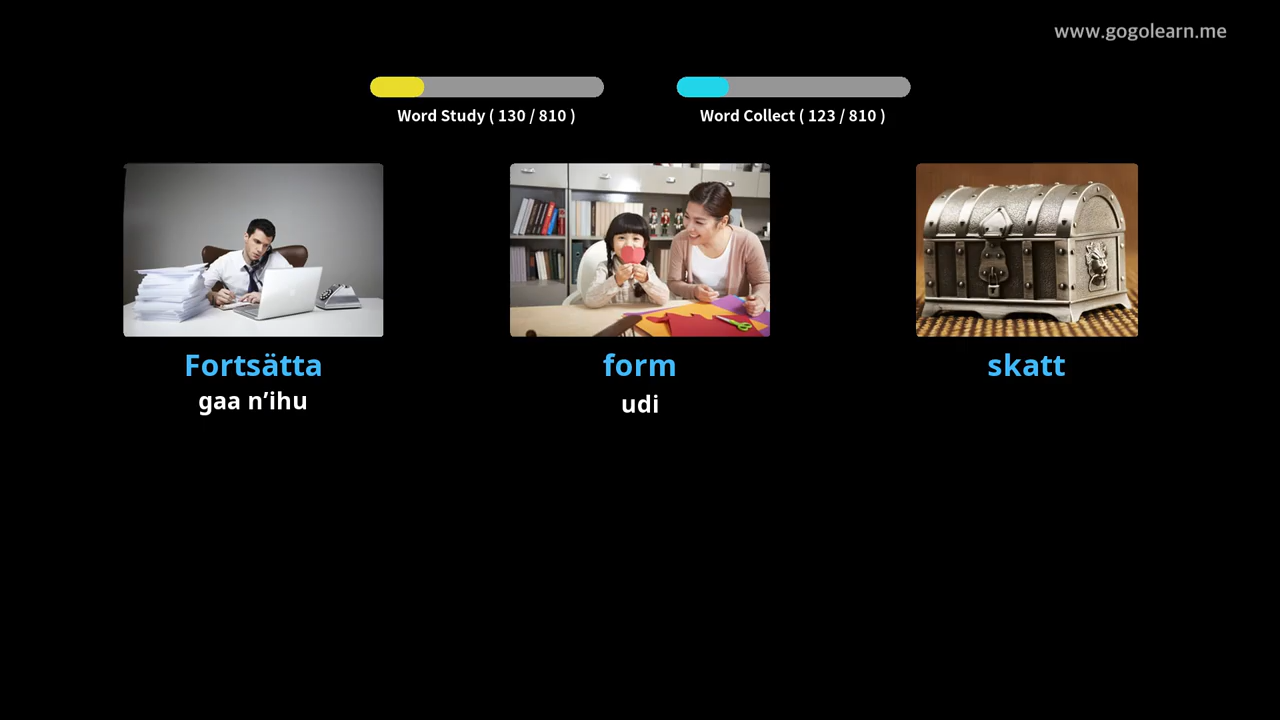 www.gogolearn.me
Word Study ( 130 / 810 )
Word Collect ( 123 / 810 )
Fortsätta
form
skatt
gaa n’ihu
udi